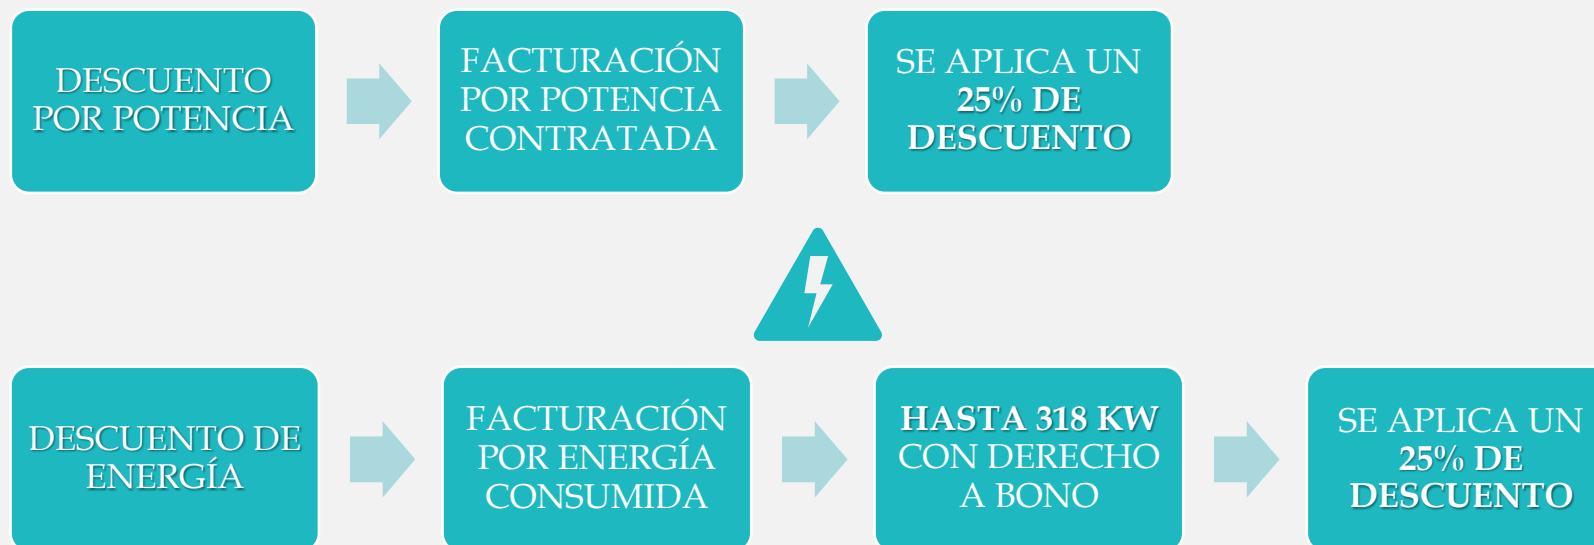 DESCUENTO
POR POTENCIA
FACTURACIÓN
POR POTENCIA
CONTRATADA
SE APLICA UN
25% DE
DESCUENTO
DESCUENTO DE
ENERGÍA
FACTURACIÓN
POR ENERGÍA
CONSUMIDA
HASTA 318 KW
CON DERECHO
A BONO
SE APLICA UN
25% DE
DESCUENTO